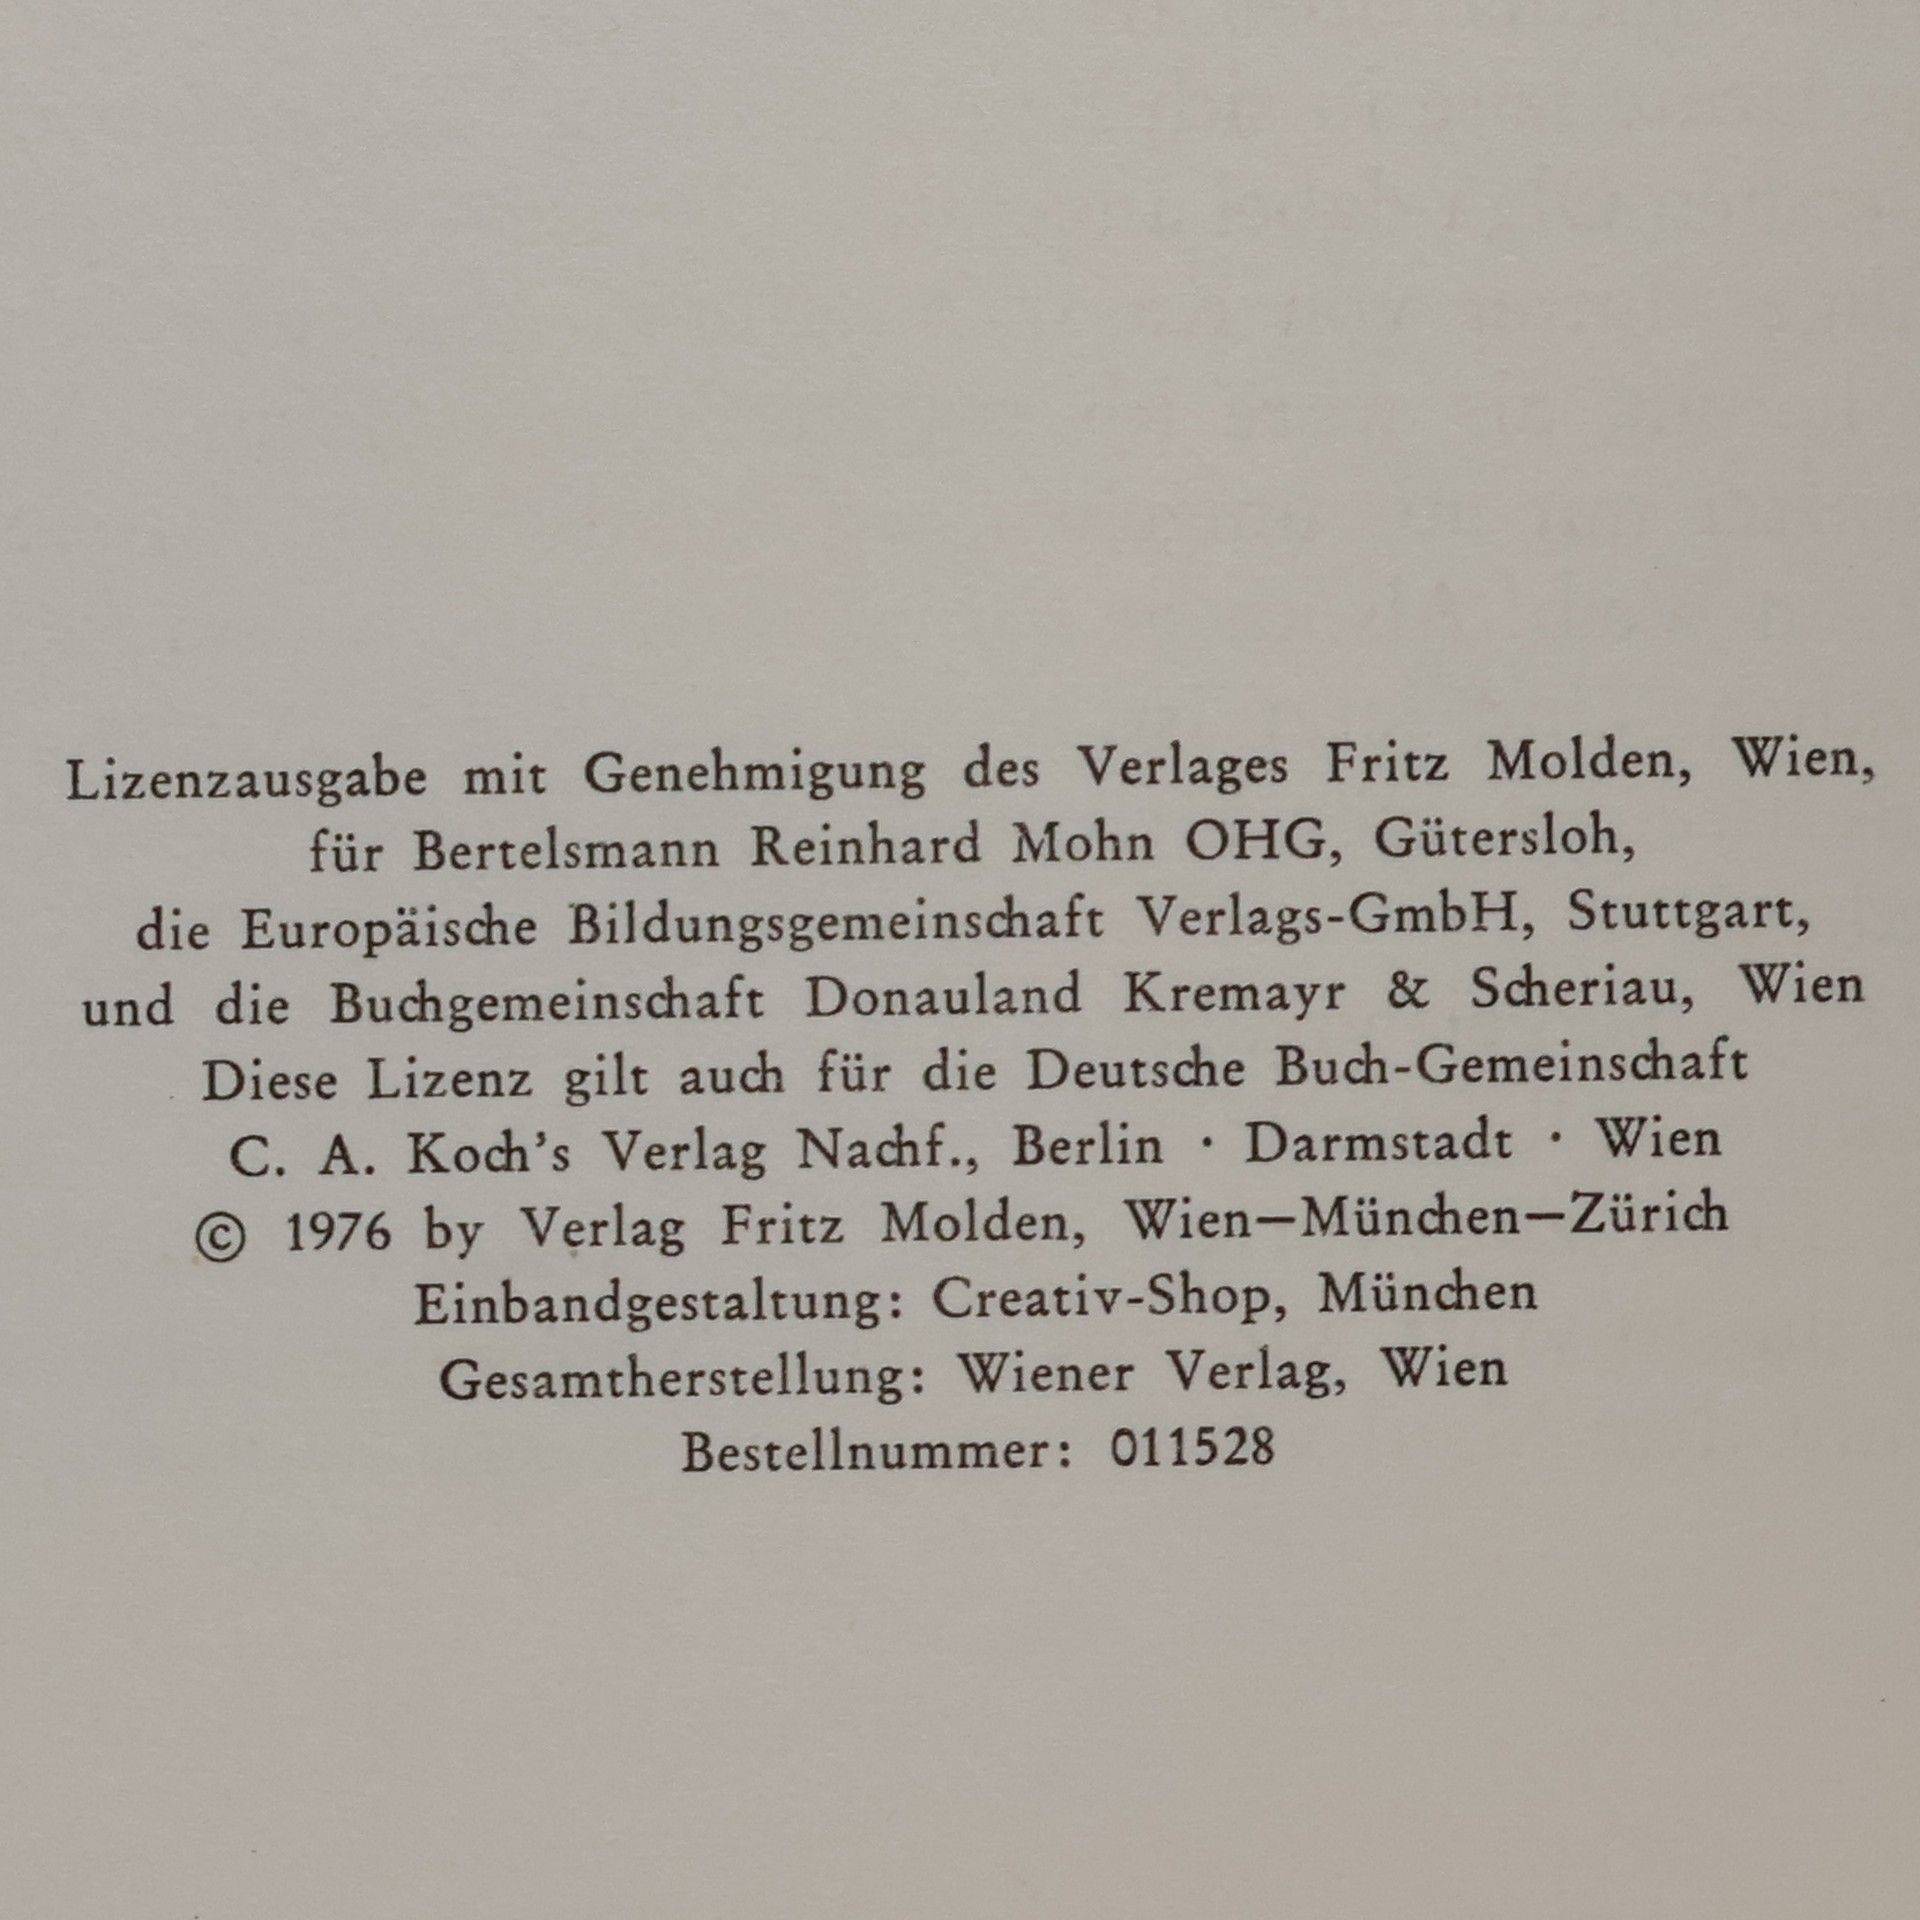 Lizenzausgabe mit Genehmigung des Verlages Fritz Molden, Wien,
für Bertelsmann Reinhard Mohn OHG, Gütersloh,
die Europäische Bildungsgemeinschaft Verlags-GmbH, Stuttgart,
und die Buchgemeinschaft Donauland Kremayr & Scheriau, Wien
Diese Lizenz gilt auch für die Deutsche Buch-Gemeinschaft
C. A. Koch's Verlag Nachf., Berlin · Darmstadt · Wien
© 1976 by Verlag Fritz Molden, Wien—München—Zürich
Einbandgestaltung: Creativ-Shop, München
Gesamtherstellung: Wiener Verlag, Wien
Bestellnummer: 011528